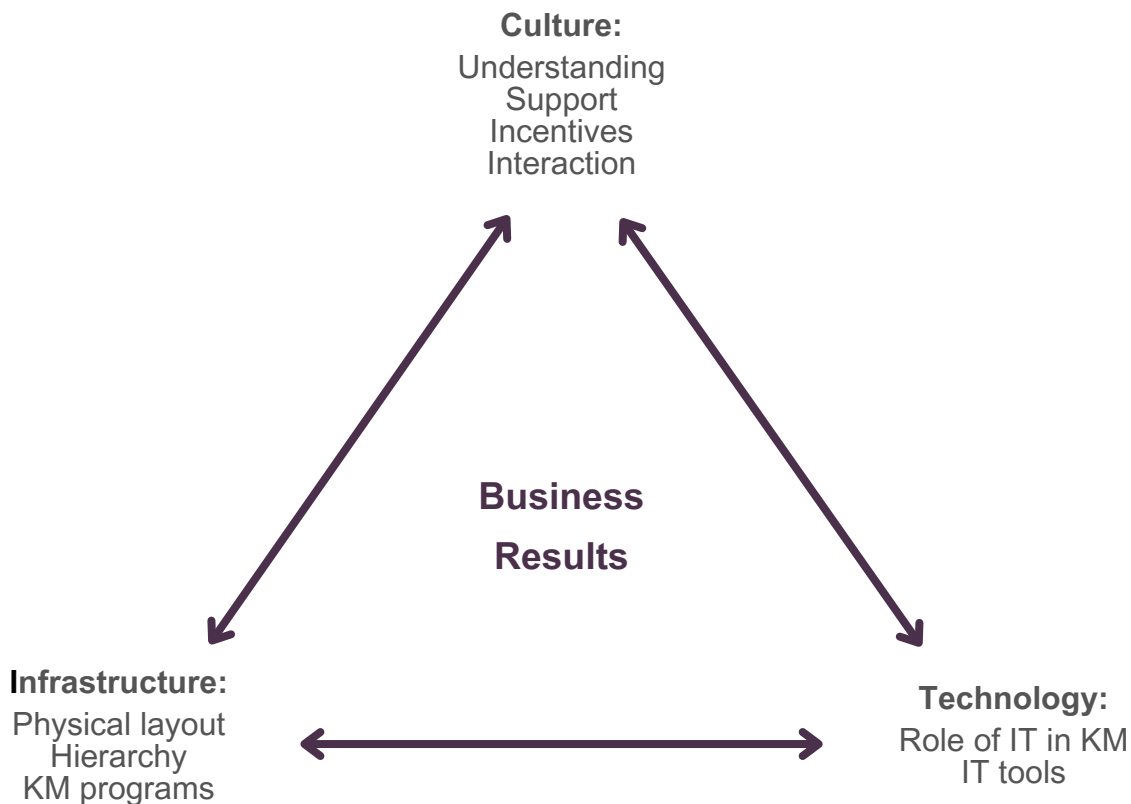 Culture:
Understanding
Support
Incentives
Interaction
Business
Results
Infrastructure:
Physical layout
Hierarchy
KM programs
Technology:
Role of IT in KM
IT tools